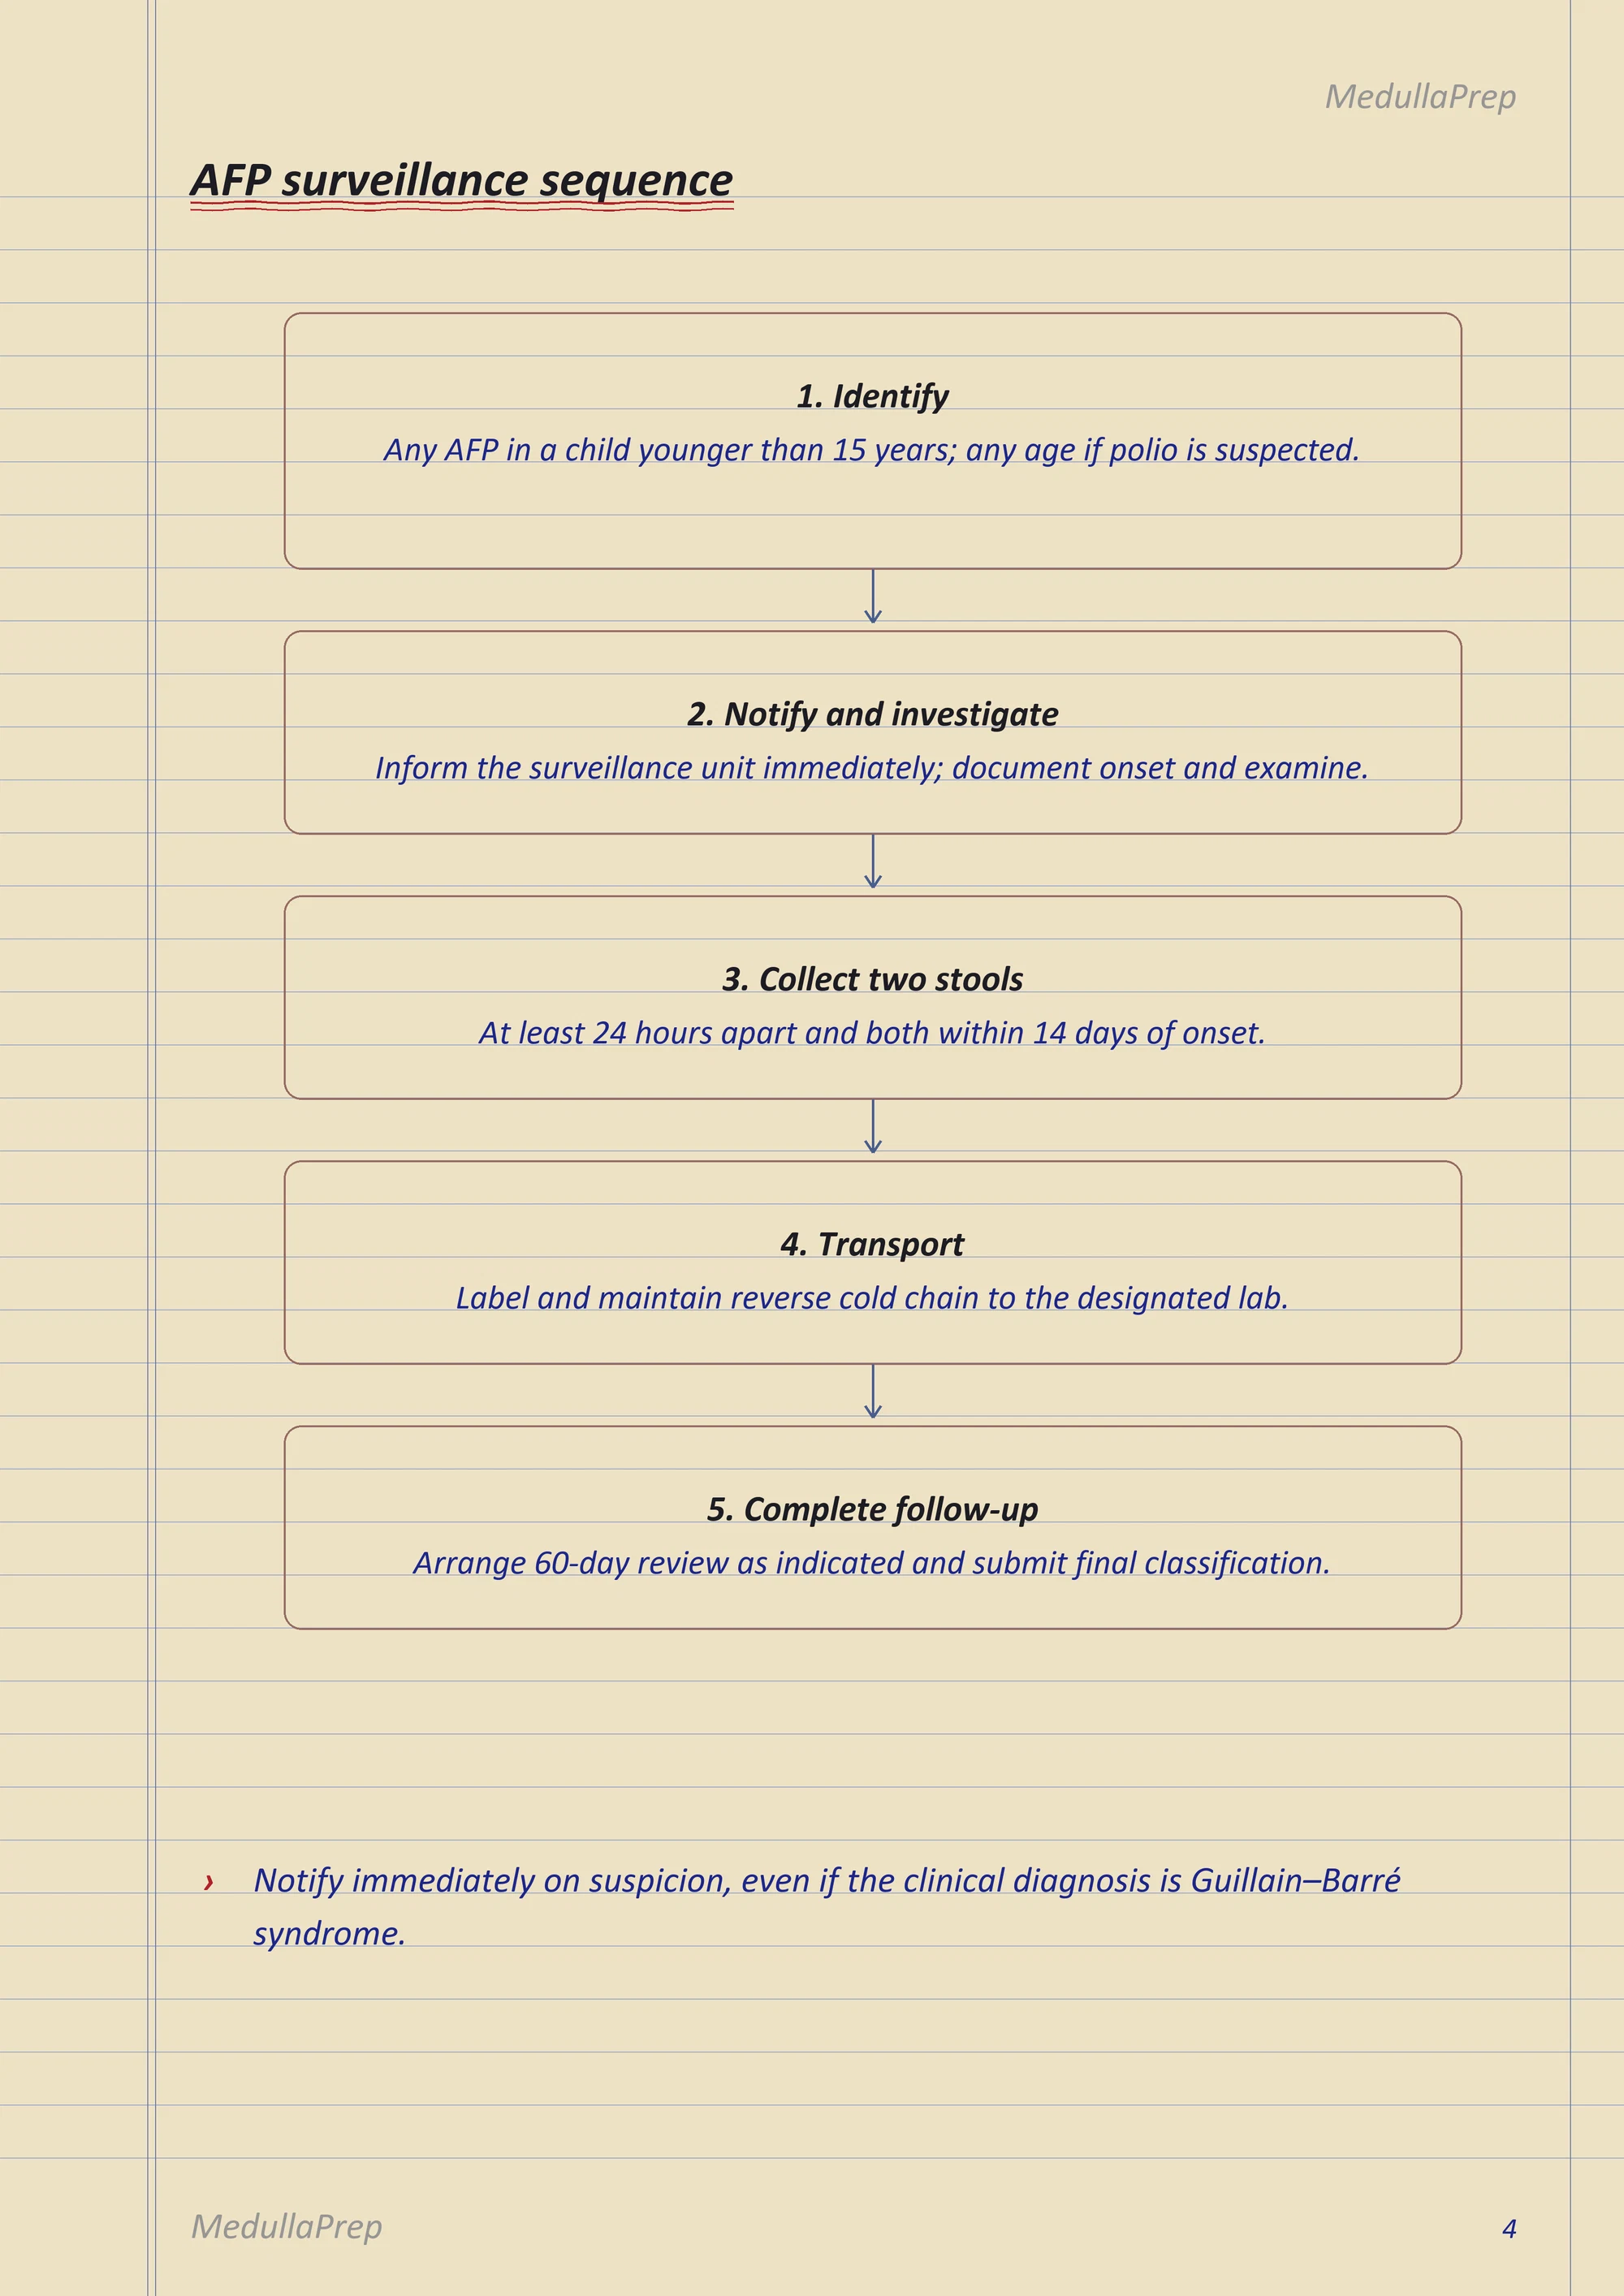 MedullaPrep
AFP surveillance sequence
1. Identify
Any AFP in a child younger than 15 years; any age if polio is suspected.
2. Notify and investigate
Inform the surveillance unit immediately; document onset and examine.
3. Collect two stools
At least 24 hours apart and both within 14 days of onset.
4. Transport
Label and maintain reverse cold chain to the designated lab.
5. Complete follow-up
Arrange 60-day review as indicated and submit final classification.
› Notify immediately on suspicion, even if the clinical diagnosis is Guillain–Barré
syndrome.
MedullaPrep
4